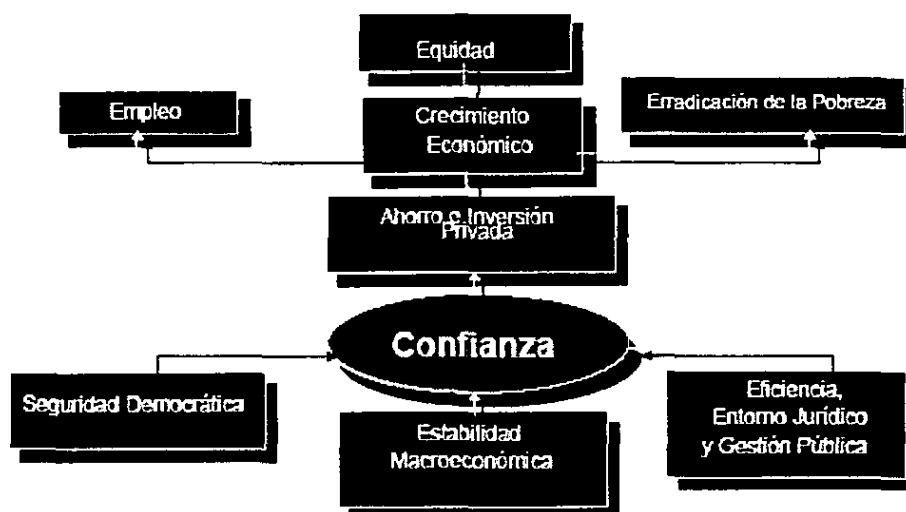 Equidad
Empleo
Crecimiento
Económico
Erradicación de la Pobreza
Ahorro e Inversión
Privada
Confianza
Seguridad Democrática
Estabilidad
Macroeconómica
Eficiencia,
Entorno Jurídico
y Gestión Pública